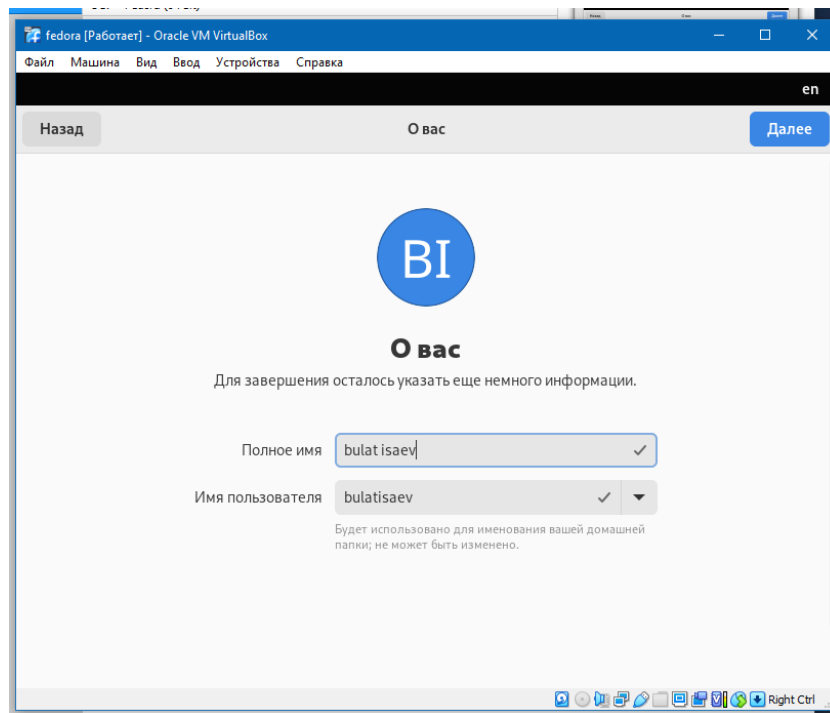 fedora [Работает] - Oracle VM VirtualBox
Файл Машина Вид Ввод Устройства Справка
en
Назад О вас Далее
BI
О вас
Для завершения осталось указать еще немного информации.
Полное имя bulat isaev
Имя пользователя bulatisaev
Будет использовано для именования вашей домашней
папки; не может быть изменено.
Right Ctrl